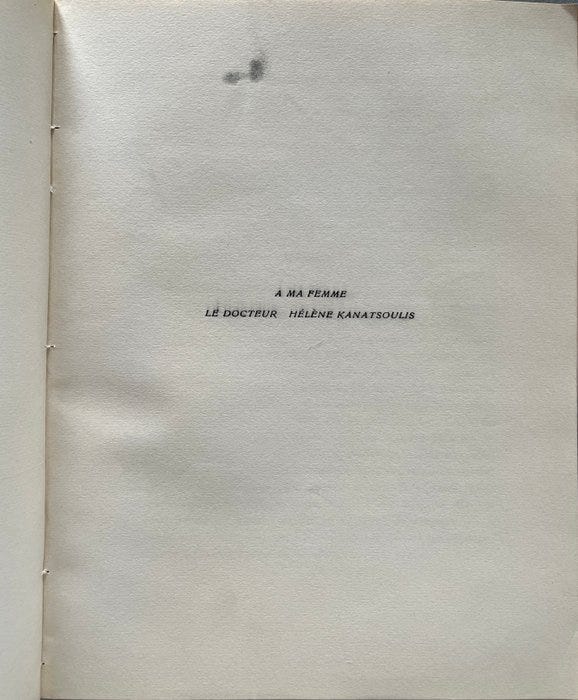 À MA FEMME
LE DOCTEUR HÉLÈNE KANATSOULIS